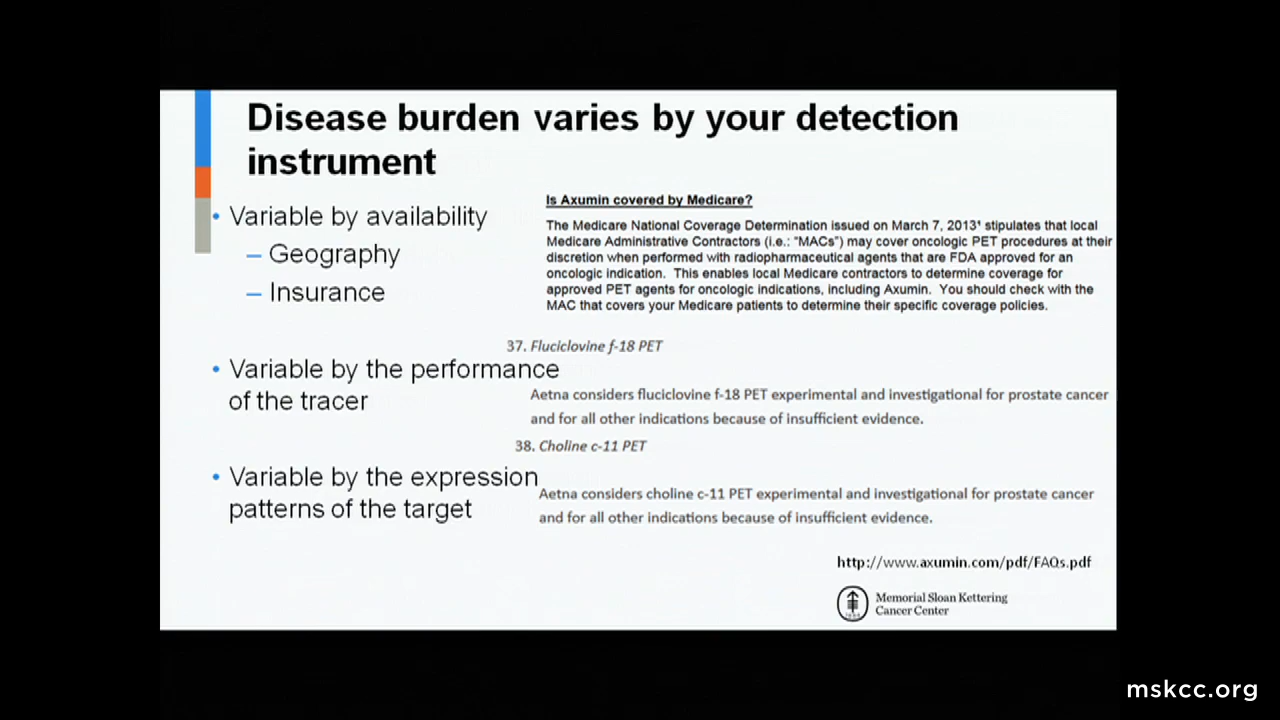 Disease burden varies by your detection
instrument
• Variable by availability
– Geography
– Insurance
• Variable by the performance
of the tracer
• Variable by the expression
patterns of the target
Is Axumin covered by Medicare?
The Medicare National Coverage Determination issued on March 7, 2013¹ stipulates that local
Medicare Administrative Contractors (i.e.: "MACs") may cover oncologic PET procedures at their
discretion when performed with radiopharmaceutical agents that are FDA approved for an
oncologic indication. This enables local Medicare contractors to determine coverage for
approved PET agents for oncologic indications, including Axumin. You should check with the
MAC that covers your Medicare patients to determine their specific coverage policies.
37. Fluciclovine f-18 PET
Aetna considers fluciclovine f-18 PET experimental and investigational for prostate cancer
and for all other indications because of insufficient evidence.
38. Choline c-11 PET
Aetna considers choline c-11 PET experimental and investigational for prostate cancer
and for all other indications because of insufficient evidence.
http://www.axumin.com/pdf/FAQs.pdf
Memorial Sloan Kettering
Cancer Center
mskcc.org